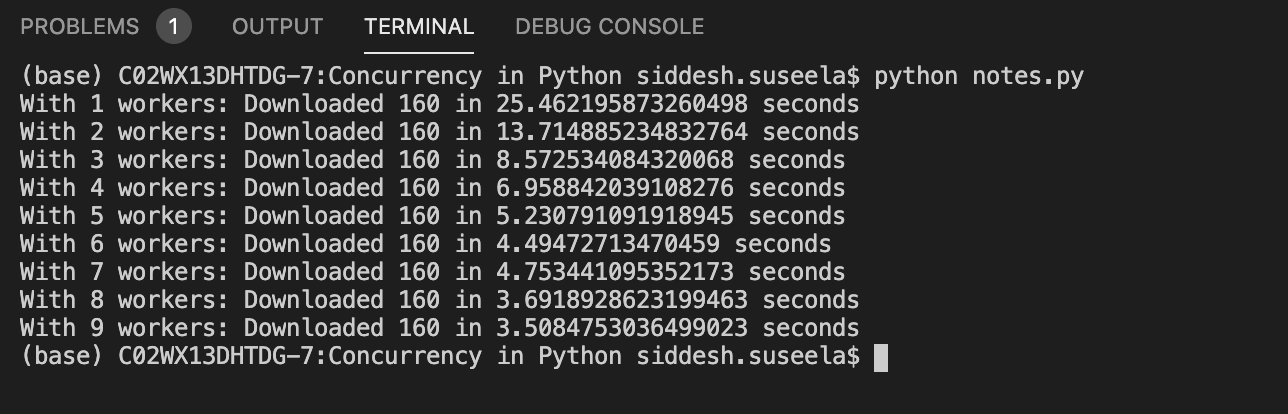 PROBLEMS 1 OUTPUT TERMINAL DEBUG CONSOLE
(base) C02WX13DHTDG-7:Concurrency in Python siddesh.suseela$ python notes.py
With 1 workers: Downloaded 160 in 25.462195873260498 seconds
With 2 workers: Downloaded 160 in 13.714885234832764 seconds
With 3 workers: Downloaded 160 in 8.572534084320068 seconds
With 4 workers: Downloaded 160 in 6.958842039108276 seconds
With 5 workers: Downloaded 160 in 5.230791091918945 seconds
With 6 workers: Downloaded 160 in 4.49472713470459 seconds
With 7 workers: Downloaded 160 in 4.753441095352173 seconds
With 8 workers: Downloaded 160 in 3.6918928623199463 seconds
With 9 workers: Downloaded 160 in 3.5084753036499023 seconds
(base) C02WX13DHTDG-7:Concurrency in Python siddesh.suseela$